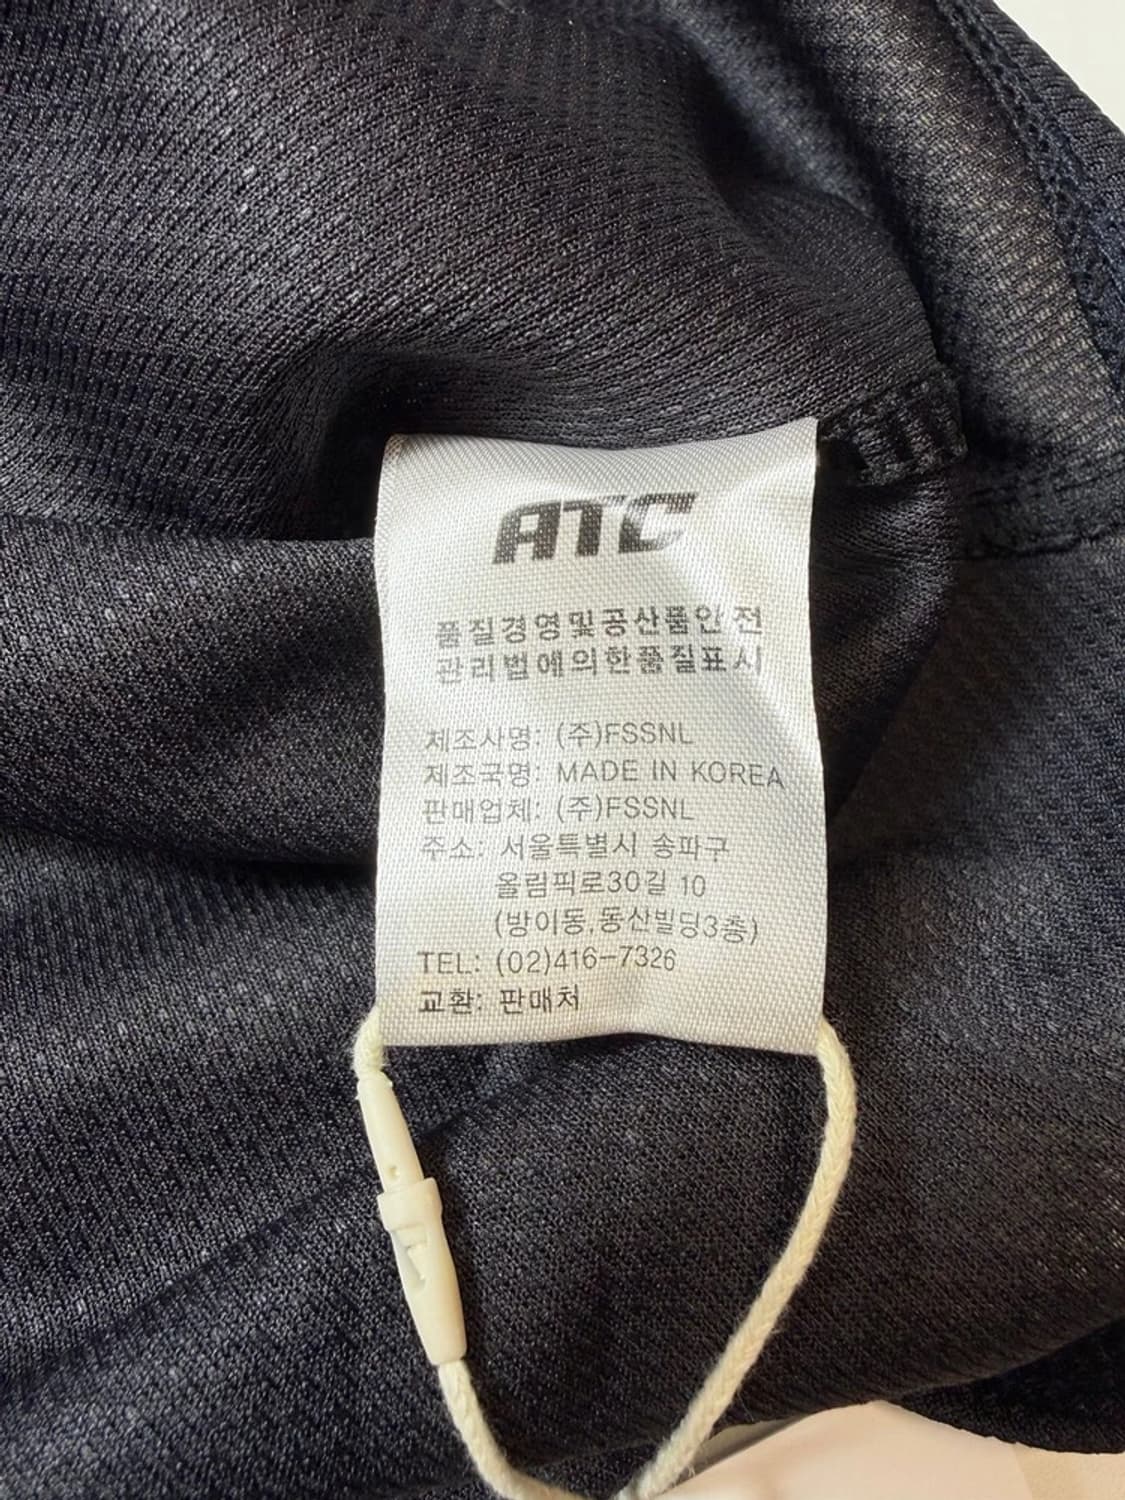 ATC
품질경영및공산품안전
관리법에의한품질표시
제조사명: (주)FSSNL
제조국명: MADE IN KOREA
판매업체: (주)FSSNL
주소: 서울특별시 송파구
올림픽로30길 10
(방이동,동산빌딩3층)
TEL: (02)416-7326
교환: 판매처